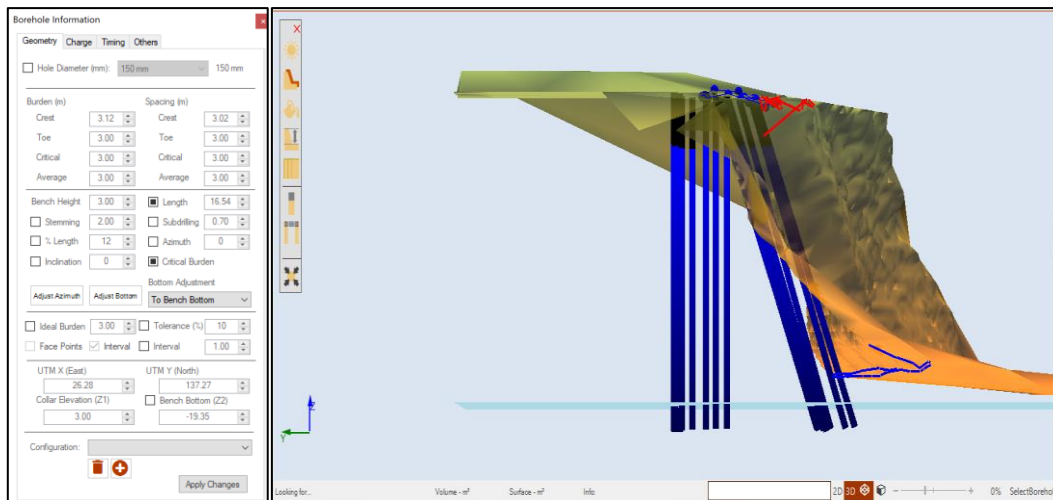 Borehole Information
×
Geometry Charge Timing Others
Hole Diameter (mm): 150 mm 150 mm
Burden (m) Spacing (m)
Crest 3.12 Crest 3.02
Toe 3.00 Toe 3.00
Critical 3.00 Critical 3.00
Average 3.00 Average 3.00
Bench Height 3.00 Length 16.54
Stemming 2.00 Subdrilling 0.70
% Length 12 Azimuth 0
Inclination 0 Critical Burden
Bottom Adjustment
Adjust Azimuth Adjust Bottom To Bench Bottom
Ideal Burden 3.00 Tolerance (%) 10
Face Points Interval Interval 1.00
UTM X (East) UTM Y (North)
26.28 137.27
Collar Elevation (Z1) Bench Bottom (Z2)
3.00 -19.35
Configuration:
Apply Changes
X
Z
Y
Looking for... Volume - m³ Surface - m² Info: 2D 3D - + 0% SelectBorehol